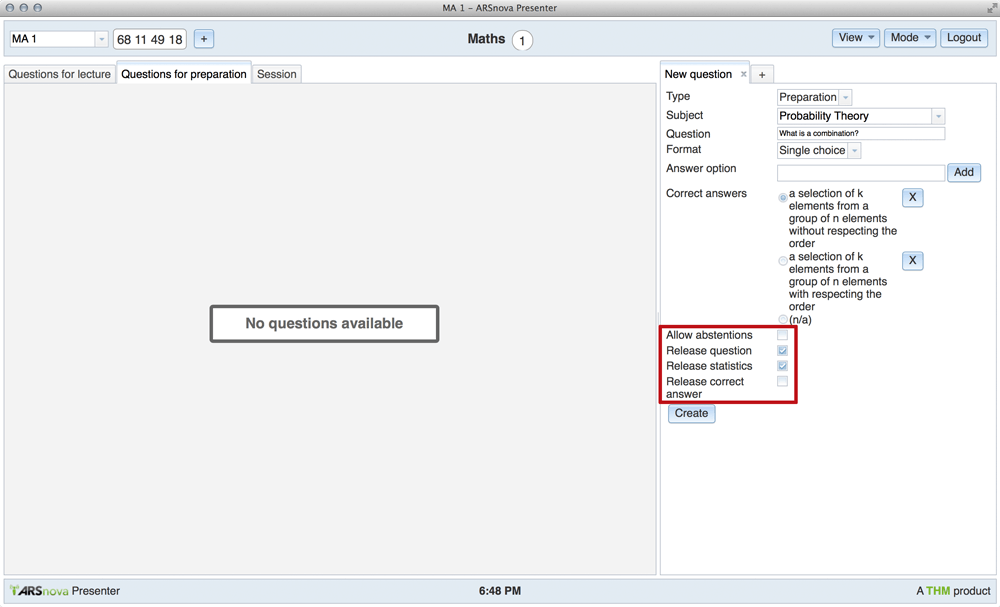 MA 1 – ARSnova Presenter
MA 1
68 11 49 18
+
Maths 1
View
Mode
Logout
Questions for lecture
Questions for preparation
Session
New question
+
Type
Preparation
Subject
Probability Theory
Question
What is a combination?
Format
Single choice
Answer option
Add
Correct answers
a selection of k
elements from a
group of n elements
without respecting the
order
X
a selection of k
elements from a
group of n elements
with respecting the
order
X
(n/a)
Allow abstentions
Release question
Release statistics
Release correct
answer
Create
No questions available
ARSnova Presenter
6:48 PM
A THM product